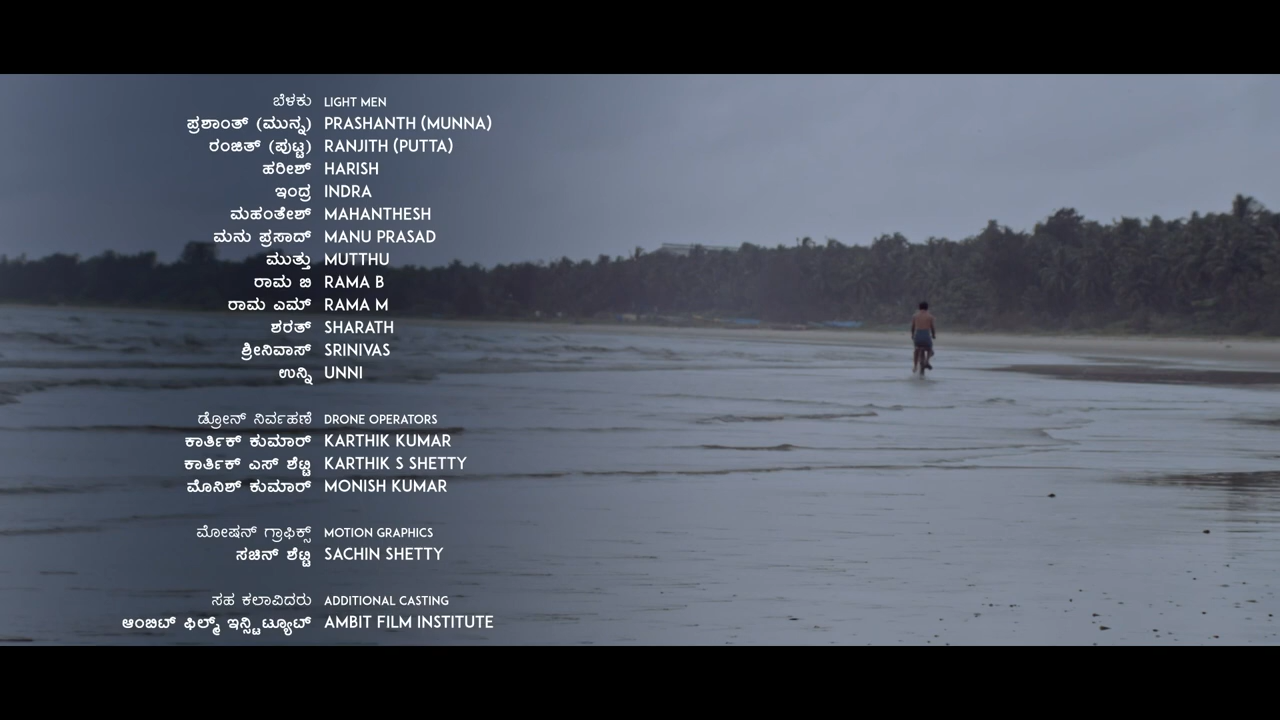 ಬೆಳಕು LIGHT MEN
ಪ್ರಶಾಂತ್ (ಮುನ್ನ) PRASHANTH (MUNNA)
ರಂಜಿತ್ (ಪುಟ್ಟ) RANJITH (PUTTA)
ಹರೀಶ್ HARISH
ಇಂದ್ರ INDRA
ಮಹಂತೇಶ್ MAHANTHESH
ಮನು ಪ್ರಸಾದ್ MANU PRASAD
ಮುತ್ತು MUTTHU
ರಾಮ ಬಿ RAMA B
ರಾಮ ಎಮ್ RAMA M
ಶರತ್ SHARATH
ಶ್ರೀನಿವಾಸ್ SRINIVAS
ಉನ್ನಿ UNNI
ಡ್ರೋನ್ ನಿರ್ವಹಣೆ DRONE OPERATORS
ಕಾರ್ತಿಕ್ ಕುಮಾರ್ KARTHIK KUMAR
ಕಾರ್ತಿಕ್ ಎಸ್ ಶೆಟ್ಟಿ KARTHIK S SHETTY
ಮೊನಿಶ್ ಕುಮಾರ್ MONISH KUMAR
ಮೋಷನ್ ಗ್ರಾಫಿಕ್ಸ್ MOTION GRAPHICS
ಸಚಿನ್ ಶೆಟ್ಟಿ SACHIN SHETTY
ಸಹ ಕಲಾವಿದರು ADDITIONAL CASTING
ಆಂಬಿಟ್ ಫಿಲ್ಮ್ ಇನ್ಸ್ಟಿಟ್ಯೂಟ್ AMBIT FILM INSTITUTE